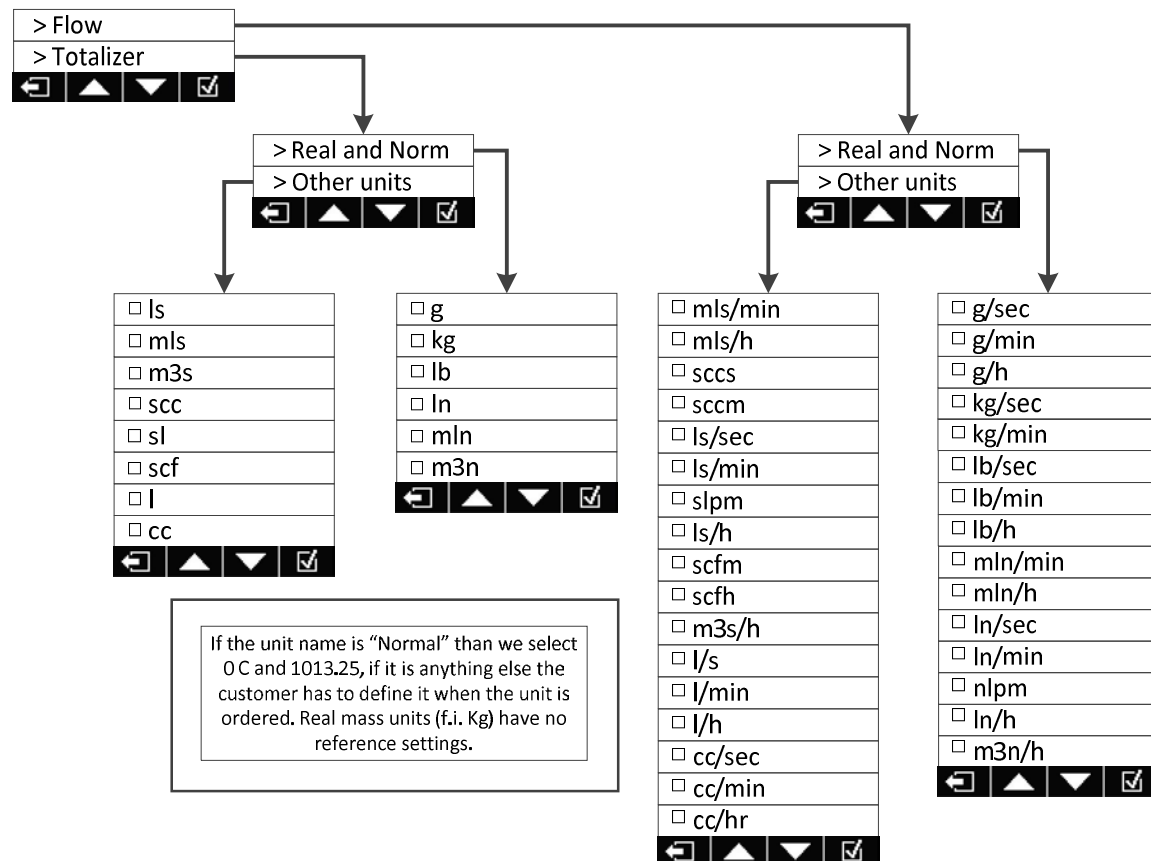 > Flow
> Totalizer
> Real and Norm
> Other units
> Real and Norm
> Other units
ls
mls
m3s
scc
sl
scf
l
cc
g
kg
lb
ln
mln
m3n
mls/min
mls/h
sccs
sccm
ls/sec
ls/min
slpm
ls/h
scfm
scfh
m3s/h
l/s
l/min
l/h
cc/sec
cc/min
cc/hr
g/sec
g/min
g/h
kg/sec
kg/min
lb/sec
lb/min
lb/h
mln/min
mln/h
ln/sec
ln/min
nlpm
ln/h
m3n/h
If the unit name is “Normal” than we select
0 C and 1013.25, if it is anything else the
customer has to define it when the unit is
ordered. Real mass units (f.i. Kg) have no
reference settings.